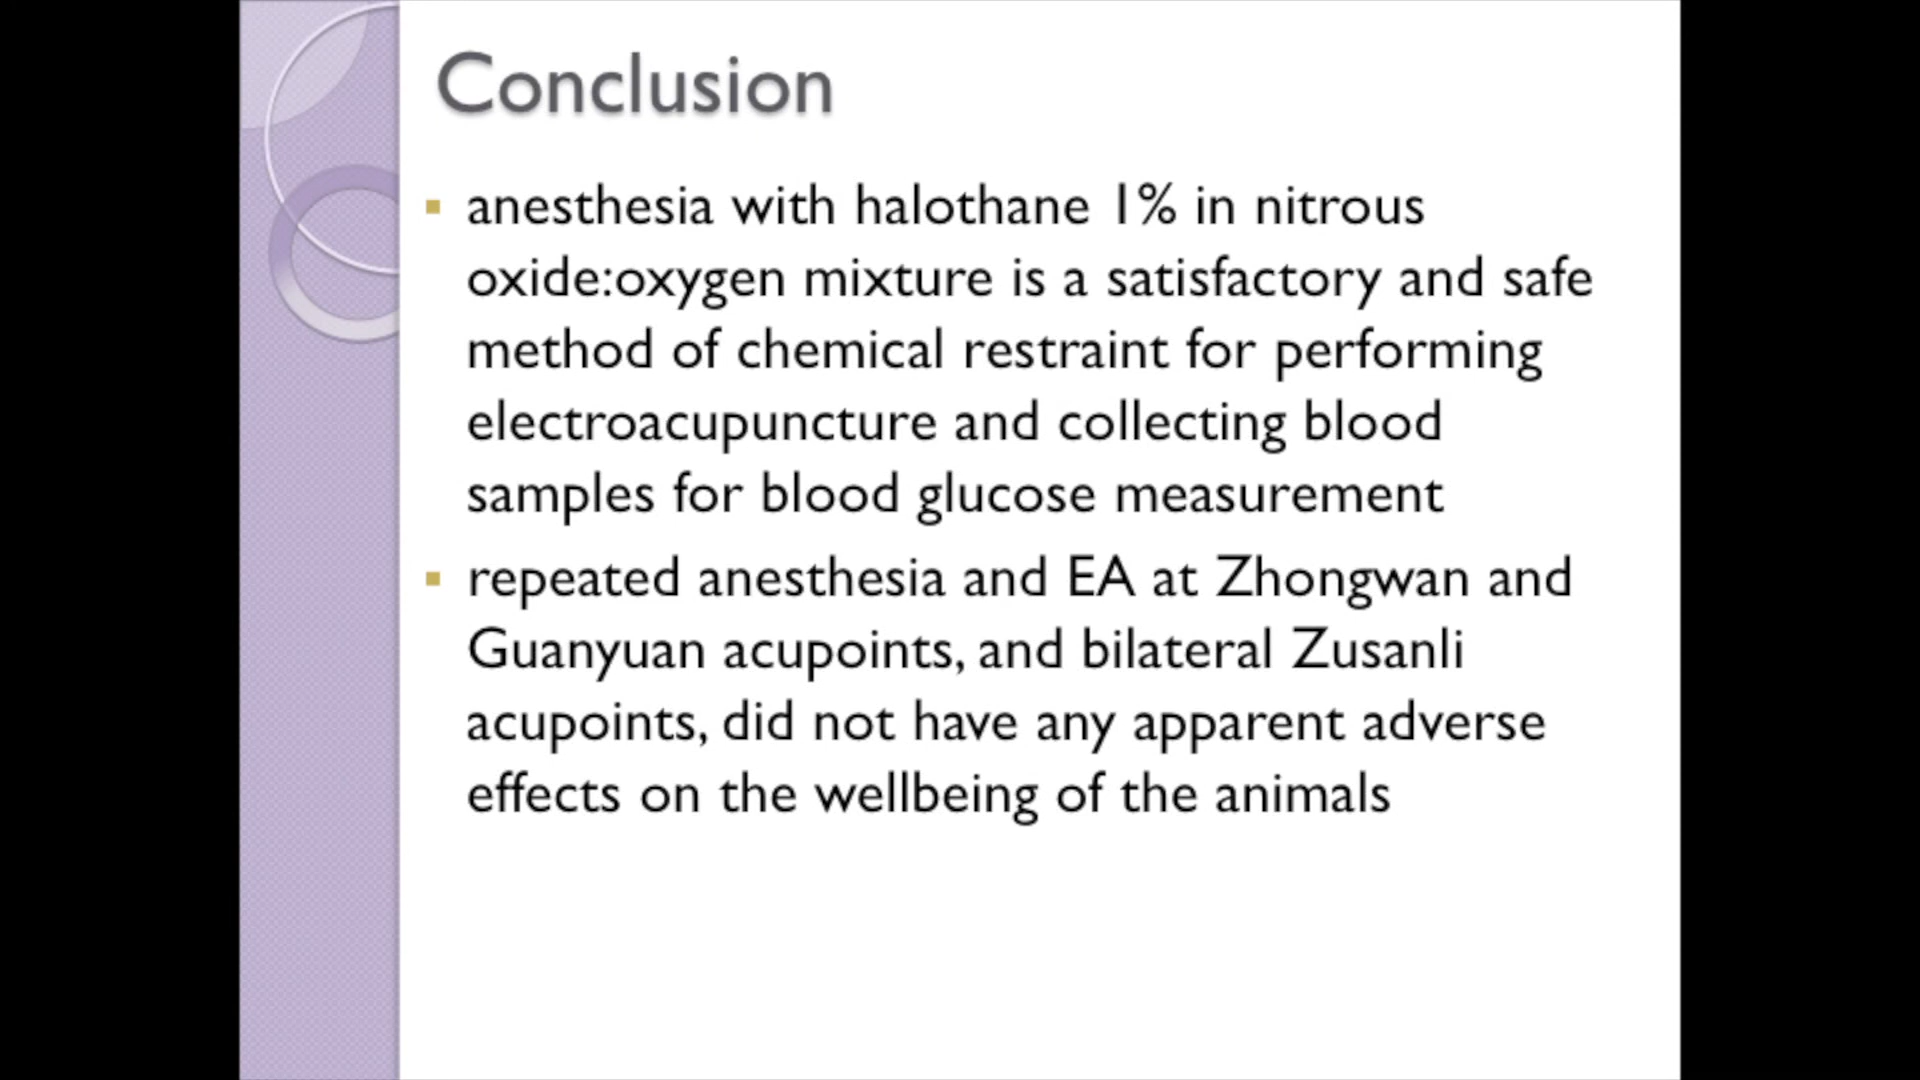 Conclusion
anesthesia with halothane 1% in nitrous
oxide:oxygen mixture is a satisfactory and safe
method of chemical restraint for performing
electroacupuncture and collecting blood
samples for blood glucose measurement
repeated anesthesia and EA at Zhongwan and
Guanyuan acupoints, and bilateral Zusanli
acupoints, did not have any apparent adverse
effects on the wellbeing of the animals